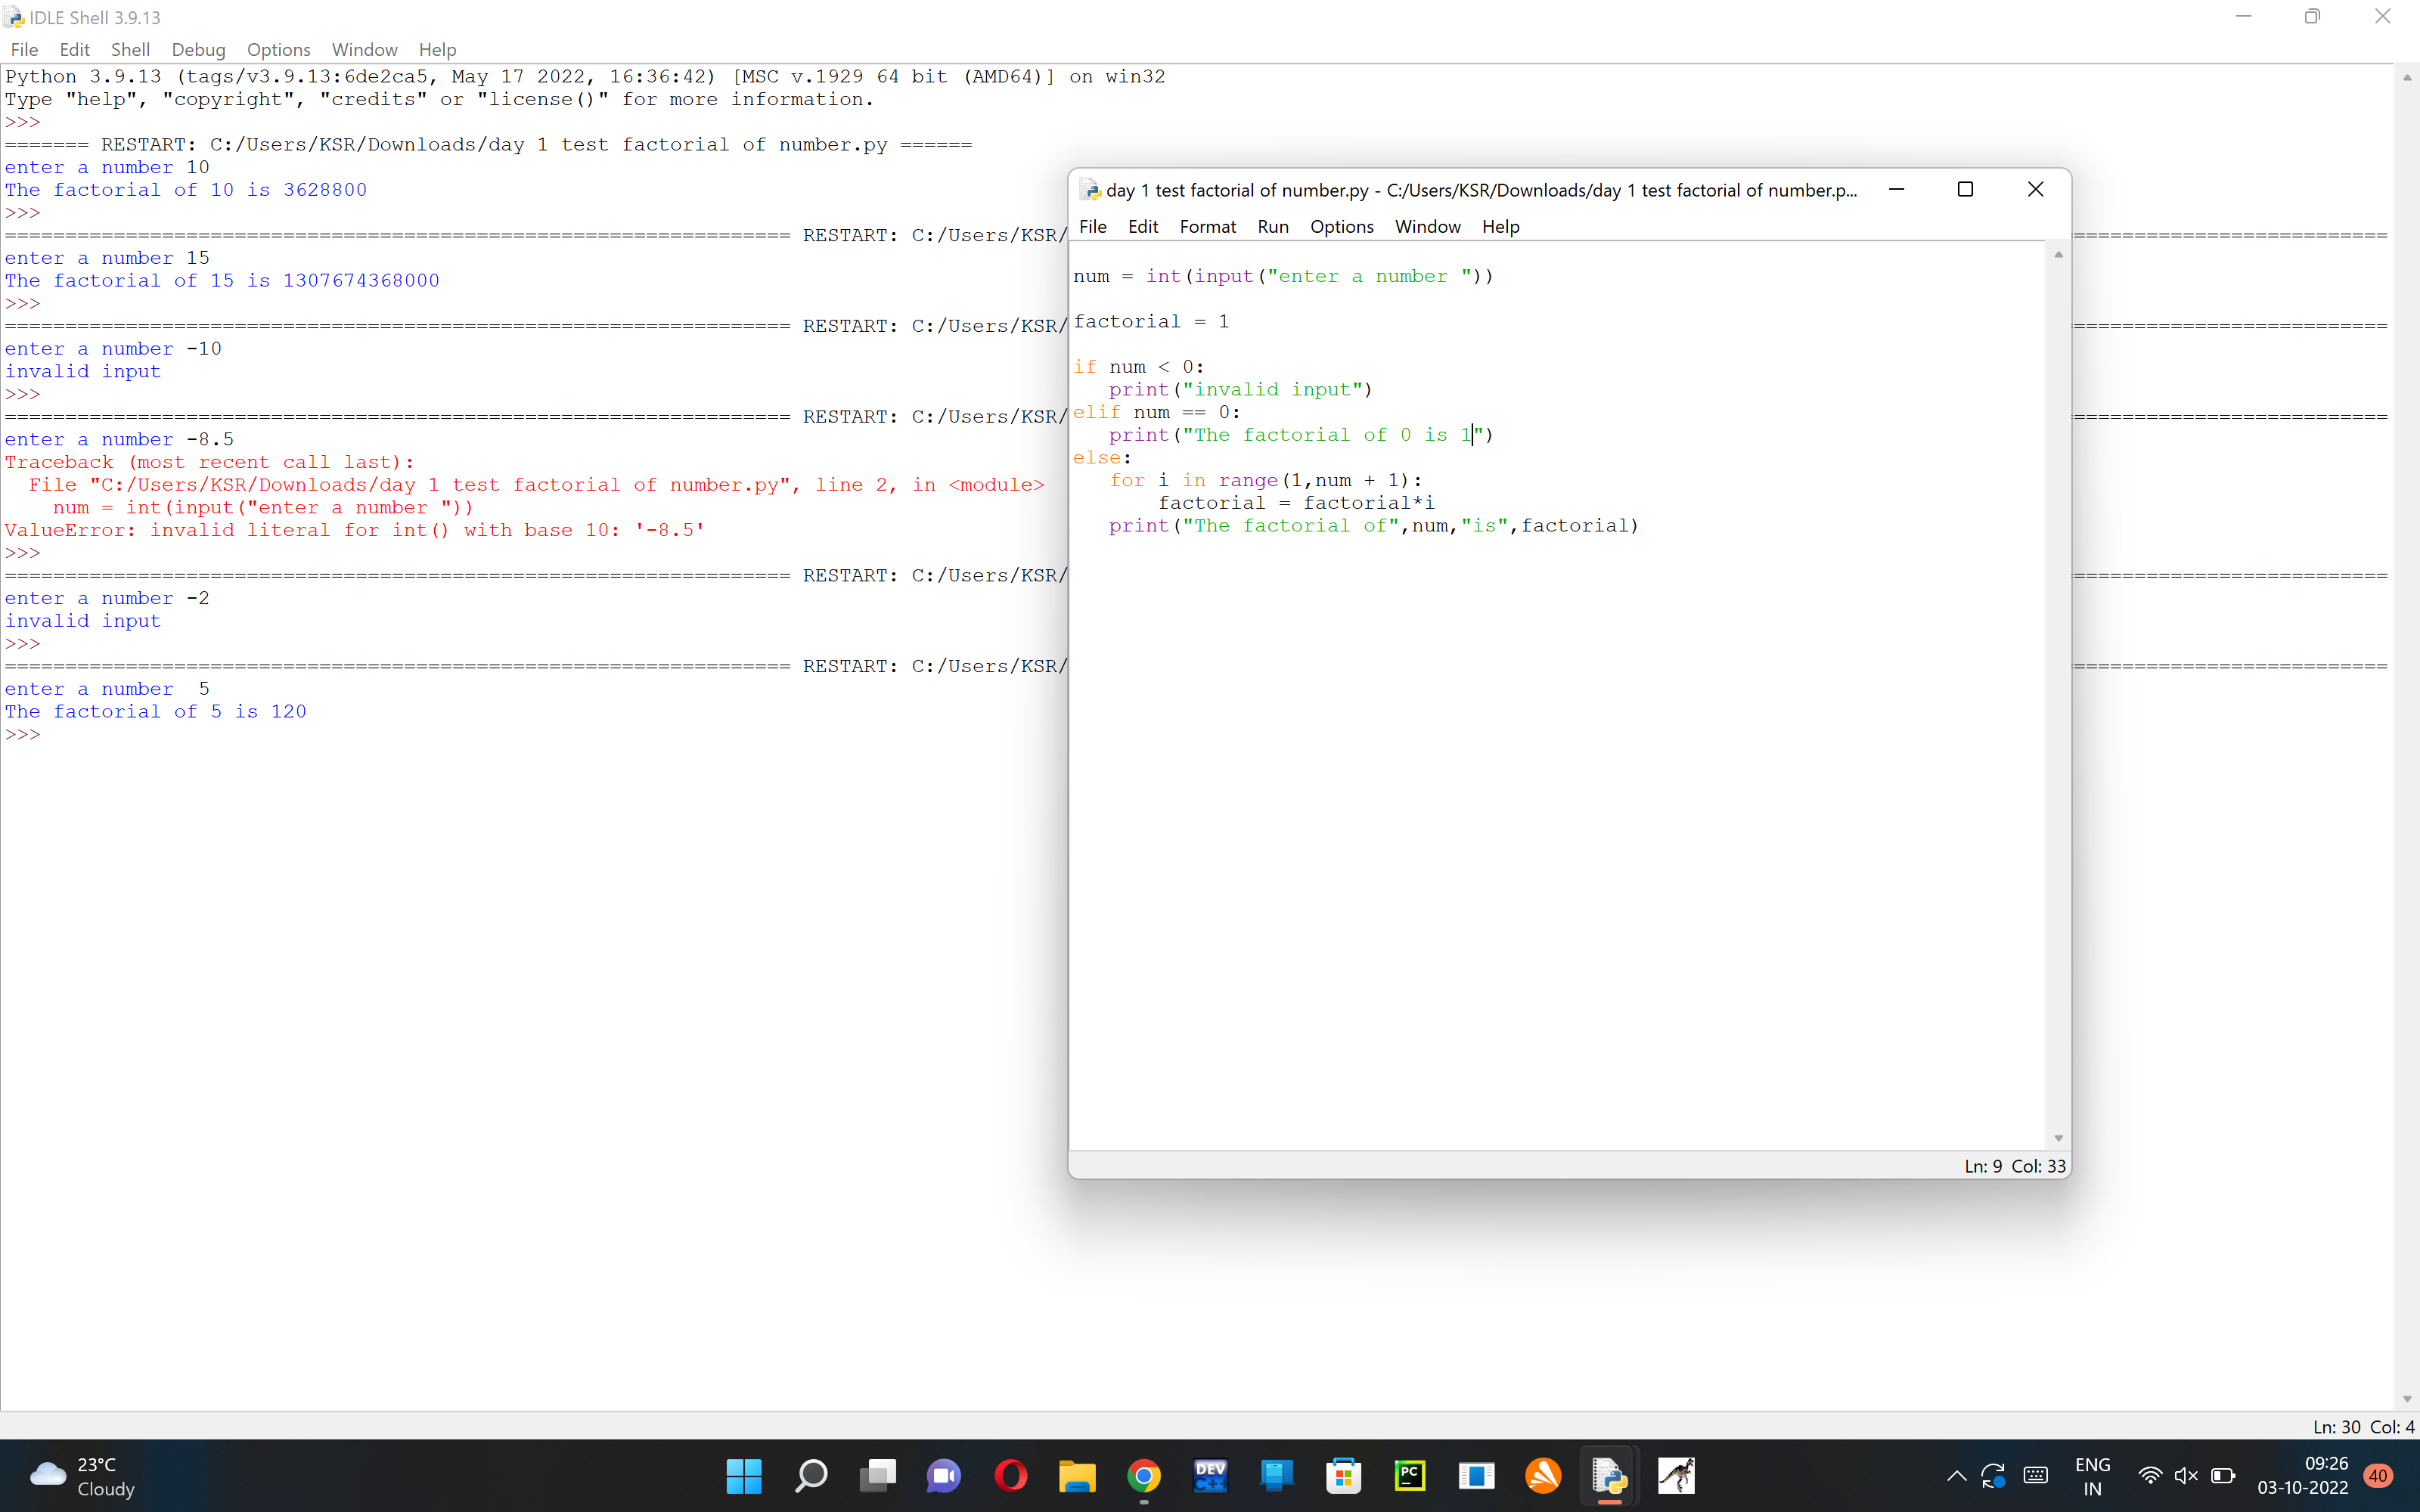 IDLE Shell 3.9.13
File Edit Shell Debug Options Window Help
Python 3.9.13 (tags/v3.9.13:6de2ca5, May 17 2022, 16:36:42) [MSC v.1929 64 bit (AMD64)] on win32
Type "help", "copyright", "credits" or "license()" for more information.
>>>
======= RESTART: C:/Users/KSR/Downloads/day 1 test factorial of number.py ======
enter a number 10
The factorial of 10 is 3628800
>>>
================================================================= RESTART: C:/Users/KSR/
enter a number 15
The factorial of 15 is 1307674368000
>>>
================================================================= RESTART: C:/Users/KSR/
enter a number -10
invalid input
>>>
================================================================= RESTART: C:/Users/KSR/
enter a number -8.5
Traceback (most recent call last):
  File "C:/Users/KSR/Downloads/day 1 test factorial of number.py", line 2, in <module>
    num = int(input("enter a number "))
ValueError: invalid literal for int() with base 10: '-8.5'
>>>
================================================================= RESTART: C:/Users/KSR/
enter a number -2
invalid input
>>>
================================================================= RESTART: C:/Users/KSR/
enter a number  5
The factorial of 5 is 120
>>>
day 1 test factorial of number.py - C:/Users/KSR/Downloads/day 1 test factorial of number.p...
File Edit Format Run Options Window Help
num = int(input("enter a number "))
factorial = 1
if num < 0:
   print("invalid input")
elif num == 0:
   print("The factorial of 0 is 1")
else:
   for i in range(1,num + 1):
       factorial = factorial*i
   print("The factorial of",num,"is",factorial)
Ln: 9 Col: 33
Ln: 30 Col: 4
23°C
Cloudy
DEV
C++
PC
ENG
IN
09:26
03-10-2022
40